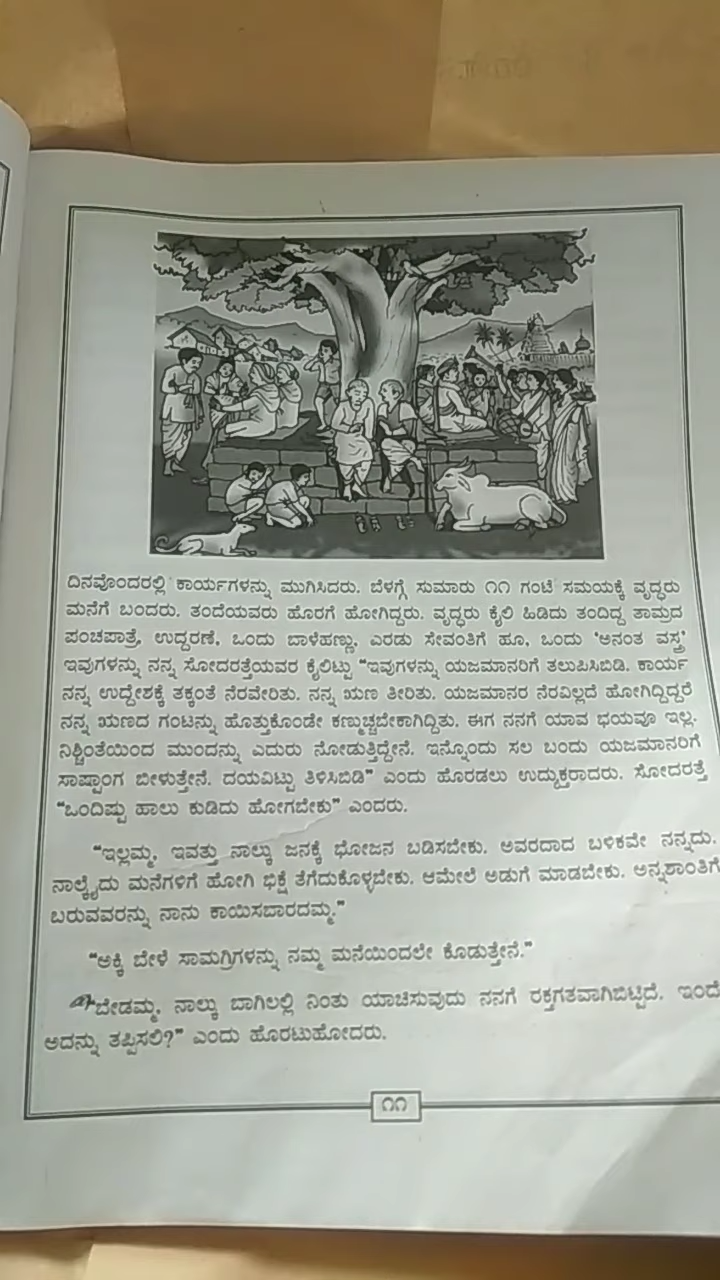 ದಿನವೊಂದರಲ್ಲಿ ಕಾರ್ಯಗಳನ್ನು ಮುಗಿಸಿದರು. ಬೆಳಗ್ಗೆ ಸುಮಾರು ೧೧ ಗಂಟೆ ಸಮಯಕ್ಕೆ ವೃದ್ಧರು
ಮನೆಗೆ ಬಂದರು. ತಂದೆಯವರು ಹೊರಗೆ ಹೋಗಿದ್ದರು. ವೃದ್ಧರು ಕೈಲಿ ಹಿಡಿದು ತಂದಿದ್ದ ತಾಮ್ರದ
ಪಂಚಪಾತ್ರೆ, ಉದ್ಧರಣೆ, ಒಂದು ಬಾಳೆಹಣ್ಣು, ಎರಡು ಸೇವಂತಿಗೆ ಹೂ, ಒಂದು 'ಅನಂತ ವಸ್ತ್ರ'
ಇವುಗಳನ್ನು ನನ್ನ ಸೋದರತ್ತೆಯವರ ಕೈಲಿಟ್ಟು "ಇವುಗಳನ್ನು ಯಜಮಾನರಿಗೆ ತಲುಪಿಸಿಬಿಡಿ. ಕಾರ್ಯ
ನನ್ನ ಉದ್ದೇಶಕ್ಕೆ ತಕ್ಕಂತೆ ನೆರವೇರಿತು. ನನ್ನ ಋಣ ತೀರಿತು. ಯಜಮಾನರ ನೆರವಿಲ್ಲದೆ ಹೋಗಿದ್ದಿದ್ದರೆ
ನನ್ನ ಋಣದ ಗಂಟನ್ನು ಹೊತ್ತುಕೊಂಡೇ ಕಣ್ಮುಚ್ಚಬೇಕಾಗಿದ್ದಿತು. ಈಗ ನನಗೆ ಯಾವ ಭಯವೂ ಇಲ್ಲ.
ನಿಶ್ಚಿಂತೆಯಿಂದ ಮುಂದನ್ನು ಎದುರು ನೋಡುತ್ತಿದ್ದೇನೆ. ಇನ್ನೊಂದು ಸಲ ಬಂದು ಯಜಮಾನರಿಗೆ
ಸಾಷ್ಟಾಂಗ ಬೀಳುತ್ತೇನೆ. ದಯವಿಟ್ಟು ತಿಳಿಸಿಬಿಡಿ" ಎಂದು ಹೊರಡಲು ಉದ್ಯುಕ್ತರಾದರು. ಸೋದರತ್ತೆ
"ಒಂದಿಷ್ಟು ಹಾಲು ಕುಡಿದು ಹೋಗಬೇಕು" ಎಂದರು.
"ಇಲ್ಲಮ್ಮ, ಇವತ್ತು ನಾಲ್ಕು ಜನಕ್ಕೆ ಭೋಜನ ಬಡಿಸಬೇಕು. ಅವರದಾದ ಬಳಿಕವೇ ನನ್ನದು.
ನಾಲ್ಕೈದು ಮನೆಗಳಿಗೆ ಹೋಗಿ ಭಿಕ್ಷೆ ತೆಗೆದುಕೊಳ್ಳಬೇಕು. ಆಮೇಲೆ ಅಡುಗೆ ಮಾಡಬೇಕು. ಅನ್ನಶಾಂತಿಗೆ
ಬರುವವರನ್ನು ನಾನು ಕಾಯಿಸಬಾರದಮ್ಮ."
"ಅಕ್ಕಿ ಬೇಳೆ ಸಾಮಗ್ರಿಗಳನ್ನು ನಮ್ಮ ಮನೆಯಿಂದಲೇ ಕೊಡುತ್ತೇನೆ."
"ಬೇಡಮ್ಮ, ನಾಲ್ಕು ಬಾಗಿಲಲ್ಲಿ ನಿಂತು ಯಾಚಿಸುವುದು ನನಗೆ ರಕ್ತಗತವಾಗಿಬಿಟ್ಟಿದೆ. ಇಂದೆ
ಅದನ್ನು ತಪ್ಪಿಸಲಿ?" ಎಂದು ಹೊರಟುಹೋದರು.
೧೧